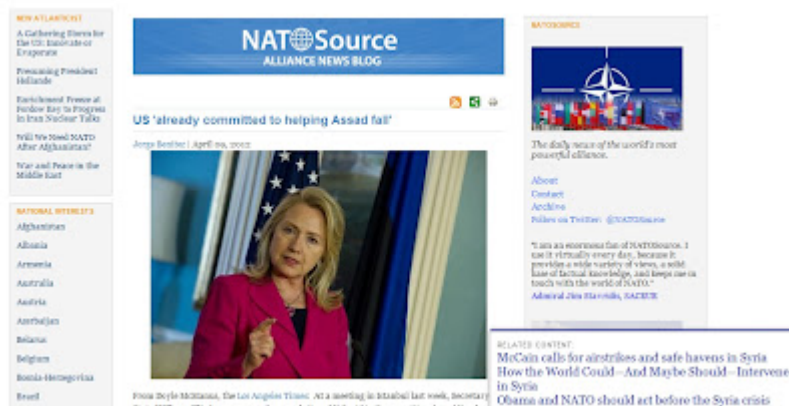 NEW ATLANTICIST
A Gathering Storm for
the US: Innovate or
Evaporate
Presuming President
Hollande
Enrichment Freeze at
Fordow Key to Progress
in Iran Nuclear Talks
Will We Need NATO
After Afghanistan?
War and Peace in the
Middle East
NATIONAL INTERESTS
Afghanistan
Albania
Armenia
Australia
Austria
Azerbaijan
Belarus
Belgium
Bosnia-Herzegovina
Brazil
NATOSource
ALLIANCE NEWS BLOG
US 'already committed to helping Assad fall'
Jorge Benitez | April 09, 2012
From Doyle McManus, the Los Angeles Times: At a meeting in Istanbul last week, Secretary
NATOSOURCE
The daily news of the world's most
powerful alliance.
About
Contact
Archive
Follow on Twitter: @NATOSource
"I am an enormous fan of NATOSource. I
use it virtually every day, because it
provides a wide variety of views, a solid
base of factual knowledge, and keeps me in
touch with the world of NATO."
Admiral Jim Stavridis, SACEUR
RELATED CONTENT:
McCain calls for airstrikes and safe havens in Syria
How the World Could—And Maybe Should—Intervene
in Syria
Obama and NATO should act before the Syria crisis